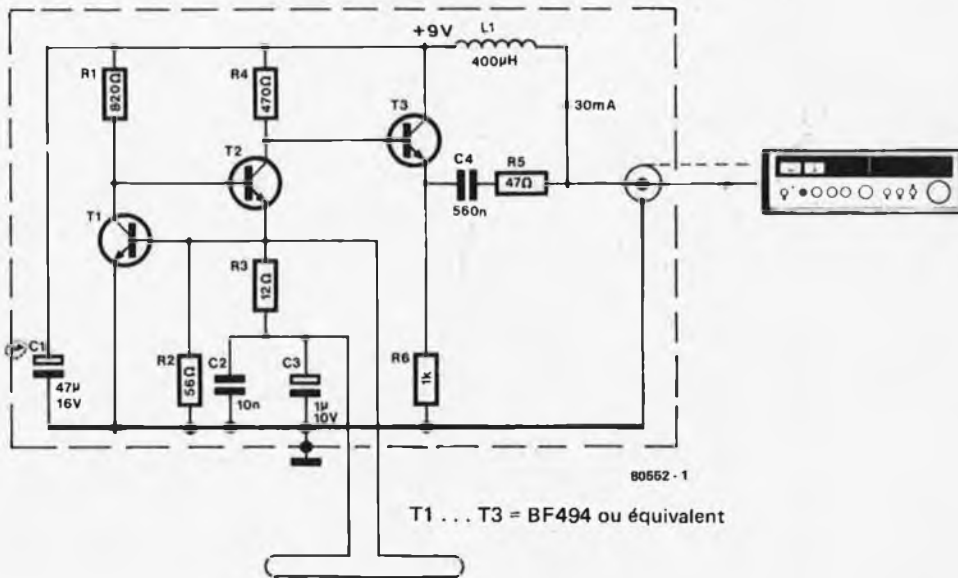 +9V
L1
400µH
R1
820Ω
R4
470Ω
T3
30mA
T2
C4
560n
R5
47Ω
T1
R3
12Ω
C1
47µ
16V
R2
56Ω
C2
10n
C3
1µ
10V
R6
1k
80552 - 1
T1 . . . T3 = BF494 ou équivalent